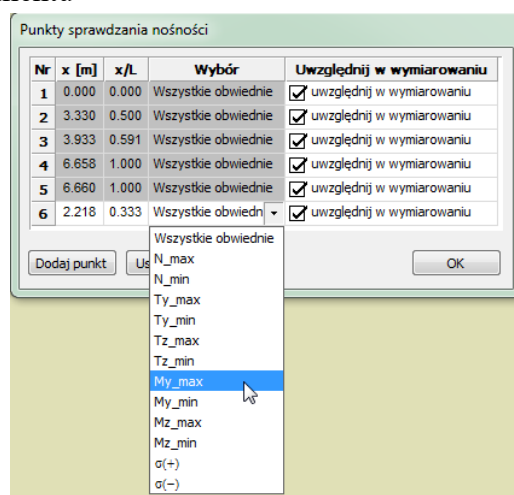 Punkty sprawdzania nośności
Nr x [m] x/L Wybór Uwzględnij w wymiarowaniu
1 0.000 0.000 Wszystkie obwiednie uwzględnij w wymiarowaniu
2 3.330 0.500 Wszystkie obwiednie uwzględnij w wymiarowaniu
3 3.933 0.591 Wszystkie obwiednie uwzględnij w wymiarowaniu
4 6.658 1.000 Wszystkie obwiednie uwzględnij w wymiarowaniu
5 6.660 1.000 Wszystkie obwiednie uwzględnij w wymiarowaniu
6 2.218 0.333 Wszystkie obwiedn uwzględnij w wymiarowaniu
Wszystkie obwiednie
Dodaj punkt Us OK
N_max
N_min
Ty_max
Ty_min
Tz_max
Tz_min
My_max
My_min
Mz_max
Mz_min
σ(+)
σ(−)